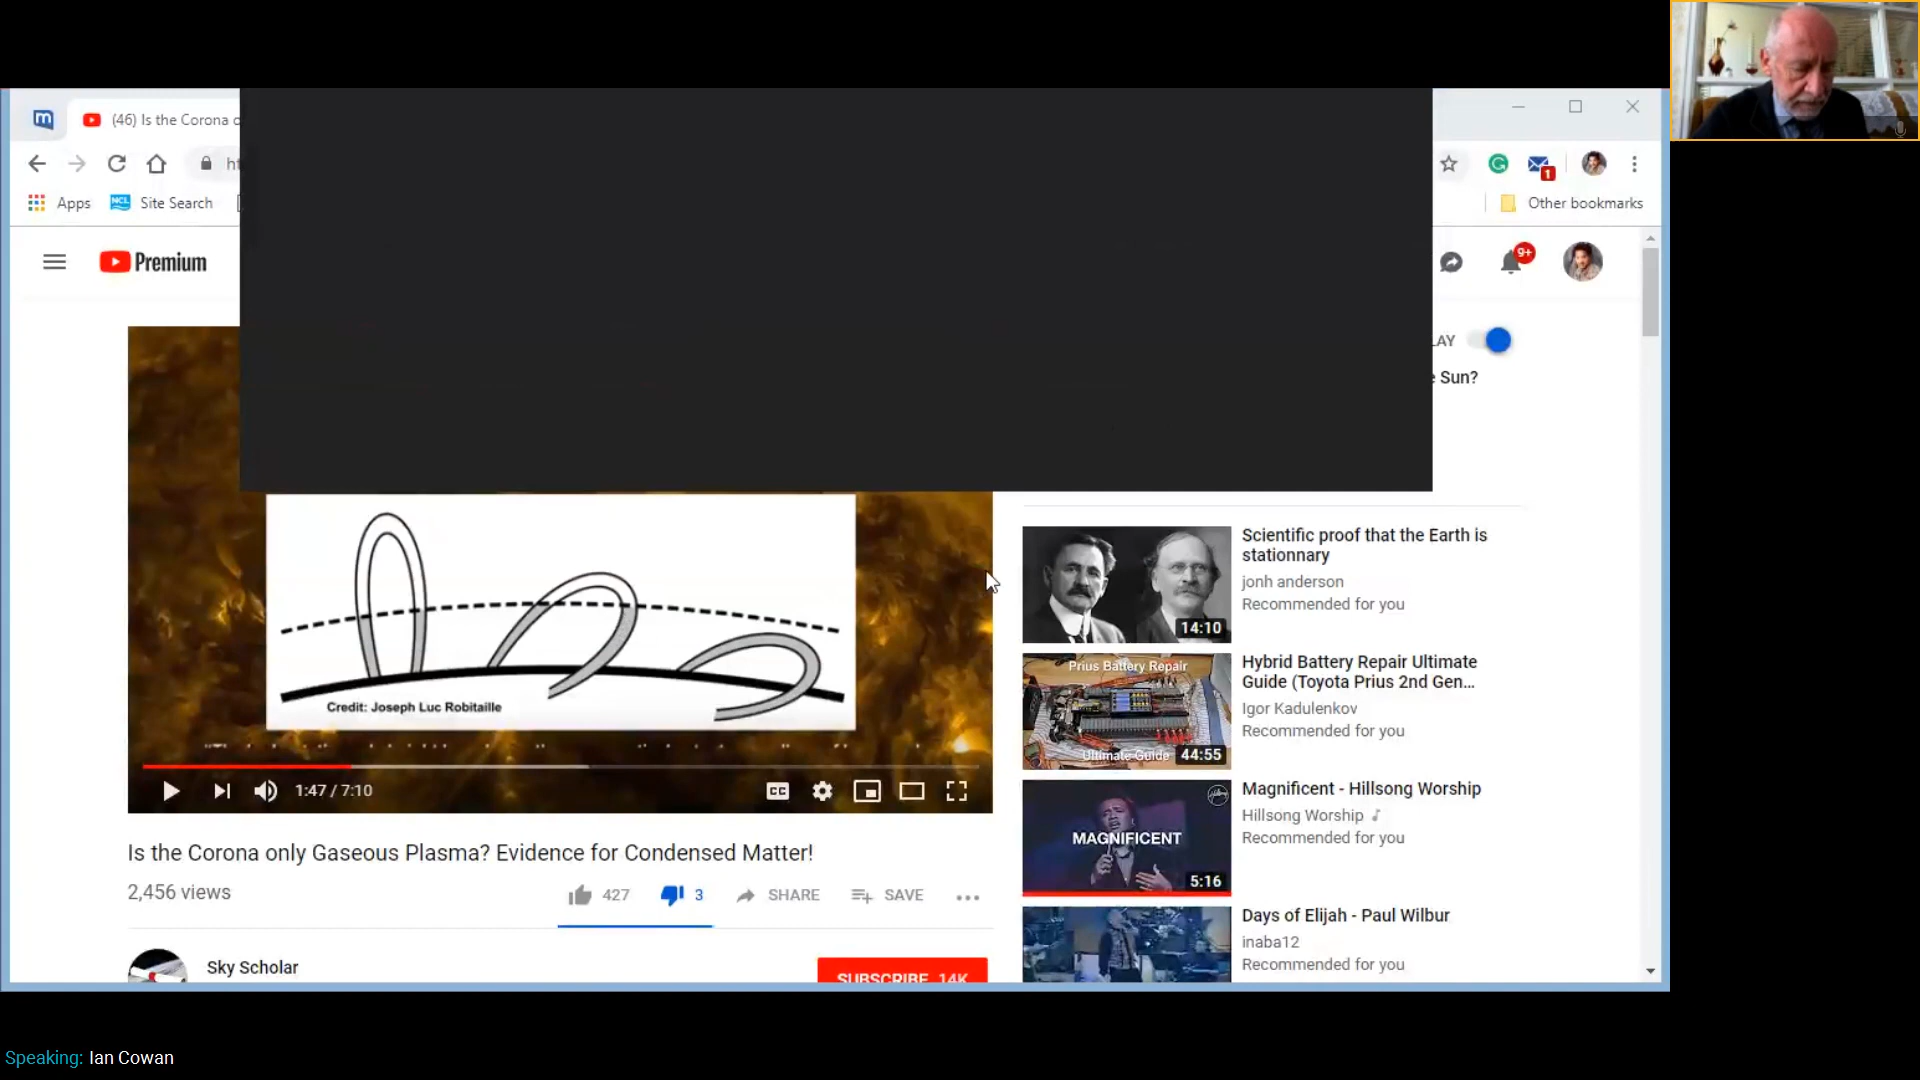 (46) Is the Corona
Apps
Site Search
Other bookmarks
1
Premium
9+
LAY
Sun?
Credit: Joseph Luc Robitaille
1:47 / 7:10
CC
Is the Corona only Gaseous Plasma? Evidence for Condensed Matter!
2,456 views
427
3
SHARE
SAVE
Sky Scholar
SUBSCRIBE 14K
14:10
Scientific proof that the Earth is
stationnary
jonh anderson
Recommended for you
Prius Battery Repair
Ultimate Guide
44:55
Hybrid Battery Repair Ultimate
Guide (Toyota Prius 2nd Gen...
Igor Kadulenkov
Recommended for you
MAGNIFICENT
5:16
Magnificent - Hillsong Worship
Hillsong Worship
Recommended for you
Days of Elijah - Paul Wilbur
inaba12
Recommended for you
Speaking: Ian Cowan